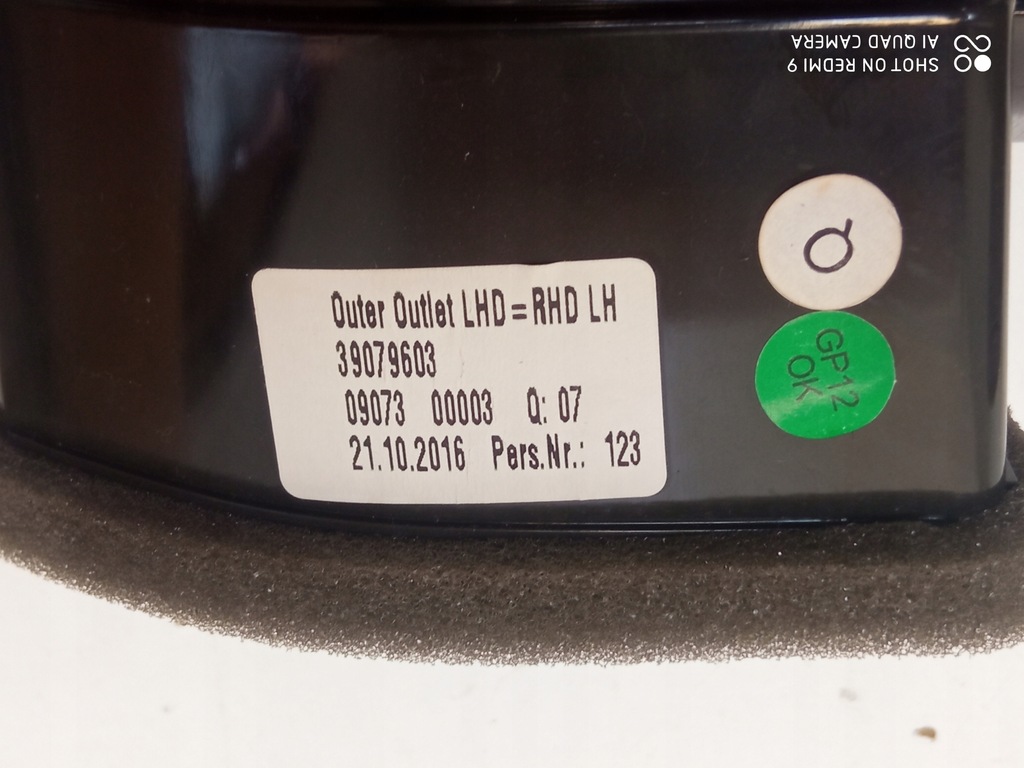 SHOT ON REDMI 9
AI QUAD CAMERA
Outer Outlet LHD=RHD LH
39079603
09073 00003 Q: 07
21.10.2016 Pers.Nr.: 123
GP12
OK